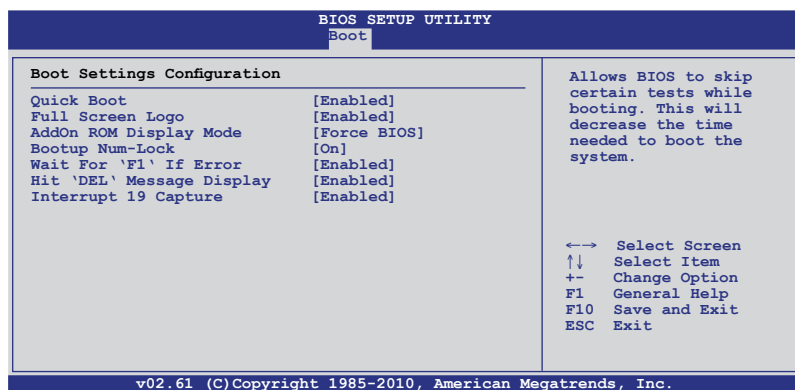 BIOS SETUP UTILITY
Boot
Boot Settings Configuration
Quick Boot [Enabled]
Full Screen Logo [Enabled]
AddOn ROM Display Mode [Force BIOS]
Bootup Num-Lock [On]
Wait For ‘F1‘ If Error [Enabled]
Hit ‘DEL‘ Message Display [Enabled]
Interrupt 19 Capture [Enabled]
Allows BIOS to skip
certain tests while
booting. This will
decrease the time
needed to boot the
system.
←→ Select Screen
↑↓ Select Item
+- Change Option
F1 General Help
F10 Save and Exit
ESC Exit
v02.61 (C)Copyright 1985-2010, American Megatrends, Inc.